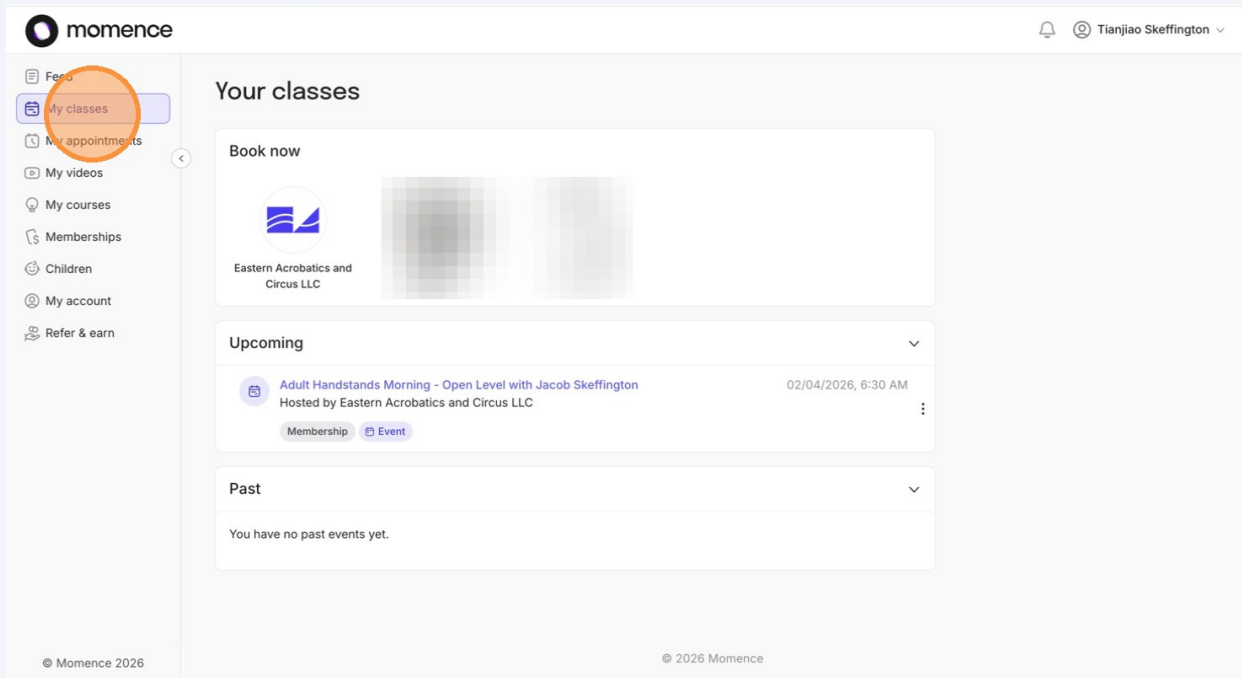 momence
Tianjiao Skeffington
Feed
My classes
My appointments
My videos
My courses
Memberships
Children
My account
Refer & earn
© Momence 2026
Your classes
Book now
Eastern Acrobatics and
Circus LLC
Upcoming
Adult Handstands Morning - Open Level with Jacob Skeffington
02/04/2026, 6:30 AM
Hosted by Eastern Acrobatics and Circus LLC
Membership
Event
Past
You have no past events yet.
© 2026 Momence